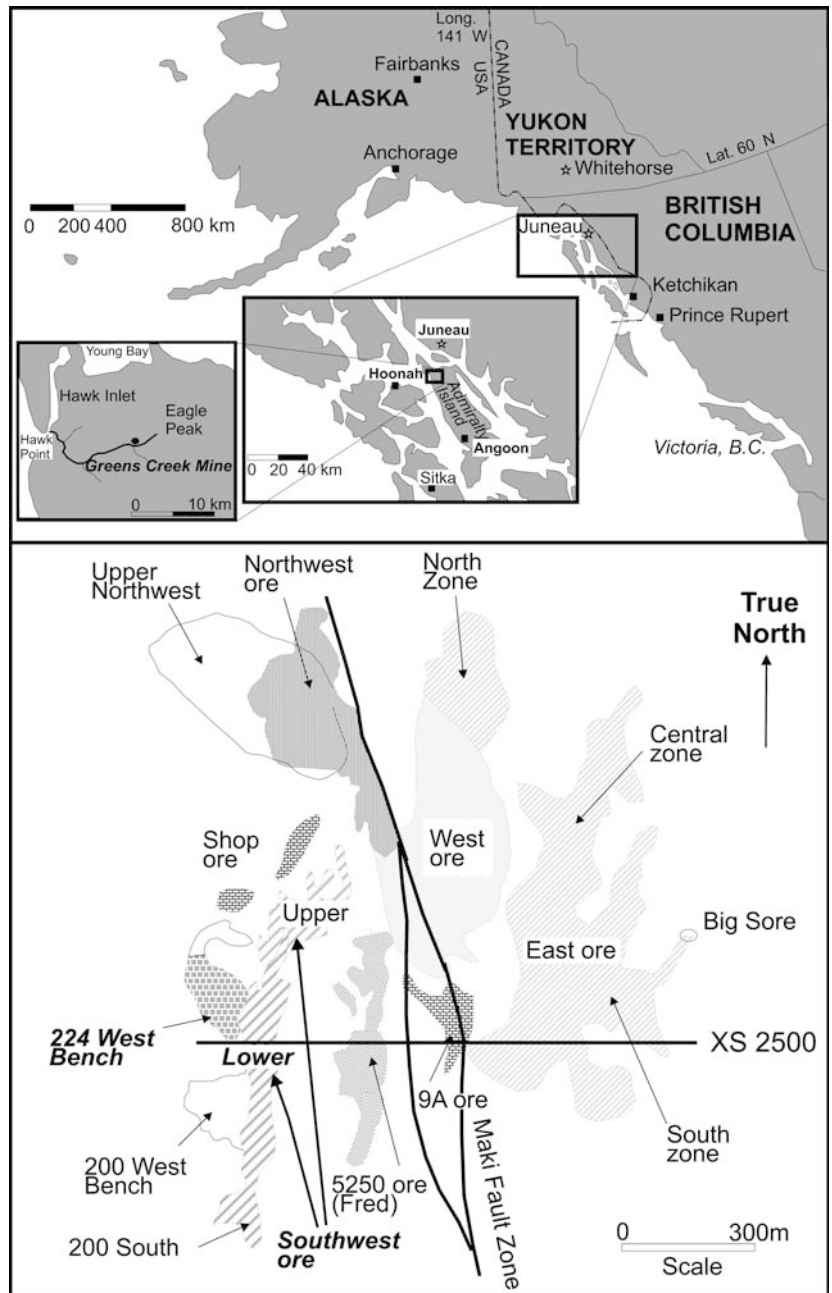 Long.
141 W
CANADA
USA
Fairbanks
ALASKA
YUKON
TERRITORY
Lat. 60 N
Anchorage
Whitehorse
BRITISH
COLUMBIA
0 200 400 800 km
Juneau
Ketchikan
Prince Rupert
Victoria, B.C.
Young Bay
Hawk Inlet
Eagle
Peak
Hawk
Point
Greens Creek Mine
0 10 km
Juneau
Hoonah
Admiralty
Island
Angoon
0 20 40 km
Sitka
Upper
Northwest
Northwest
ore
North
Zone
True
North
Central
zone
Shop
ore
West
ore
Upper
Big Sore
East ore
224 West
Bench
Lower
XS 2500
9A ore
200 West
Bench
5250 ore
(Fred)
Maki Fault Zone
South
zone
200 South
Southwest
ore
0 300m
Scale